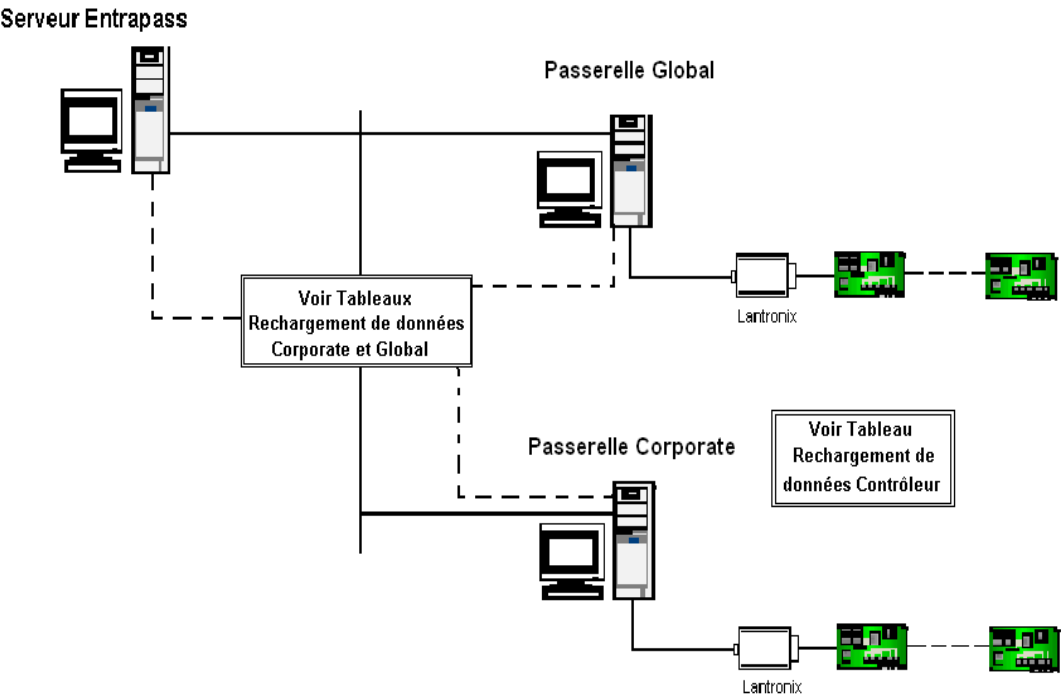 Serveur Entrapass
Passerelle Global
Voir Tableaux
Rechargement de données
Corporate et Global
Lantronix
Passerelle Corporate
Voir Tableau
Rechargement de
données Contrôleur
Lantronix